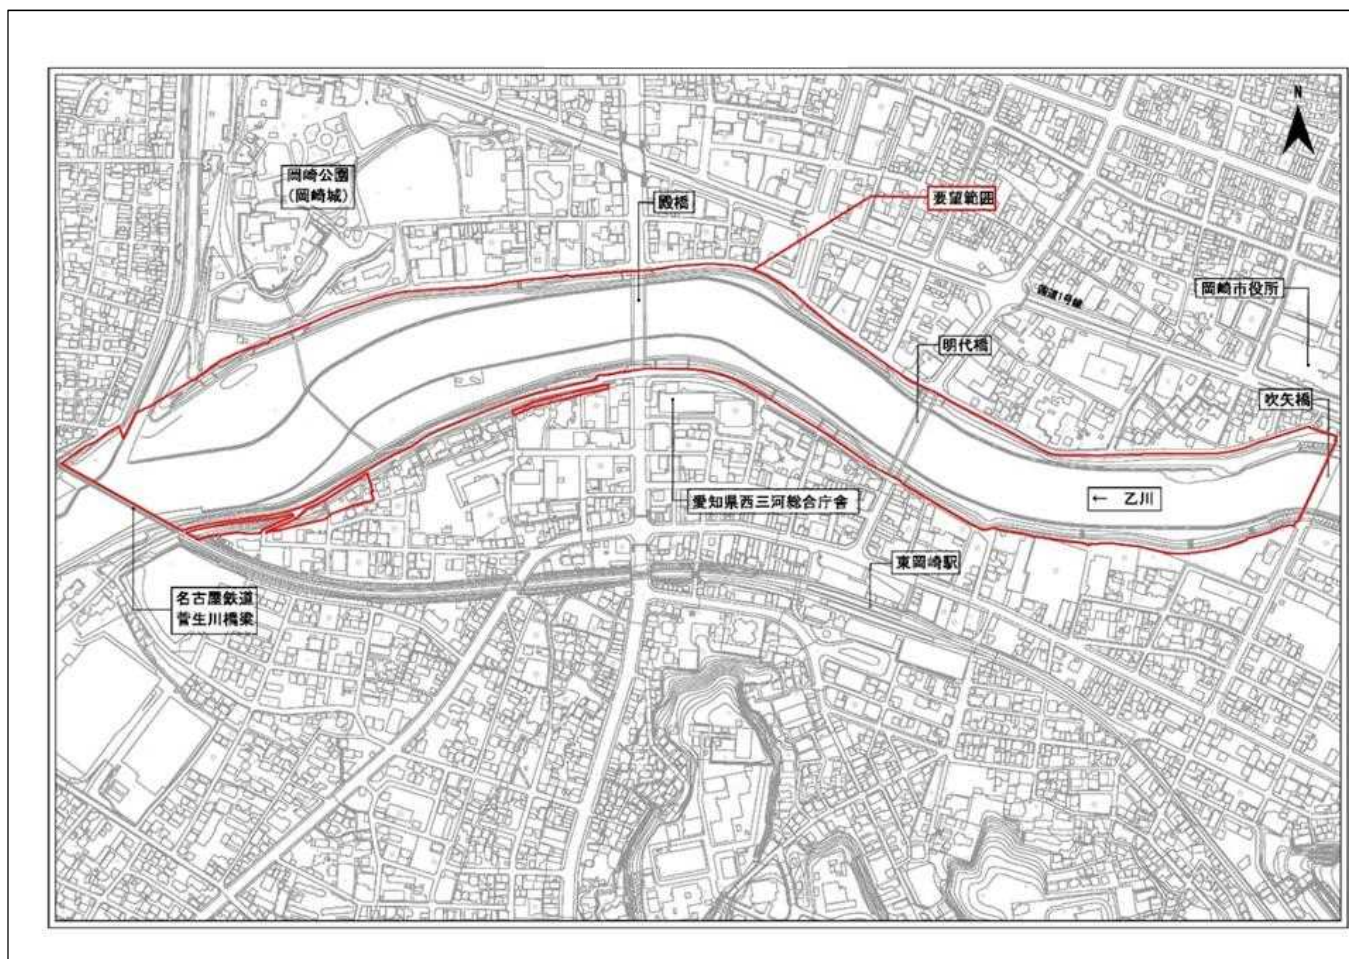 N
岡崎公園
(岡崎城)
殿橋
要望範囲
岡崎市役所
国道1号線
明代橋
吹矢橋
← 乙川
愛知県西三河総合庁舎
東岡崎駅
名古屋鉄道
菅生川橋梁